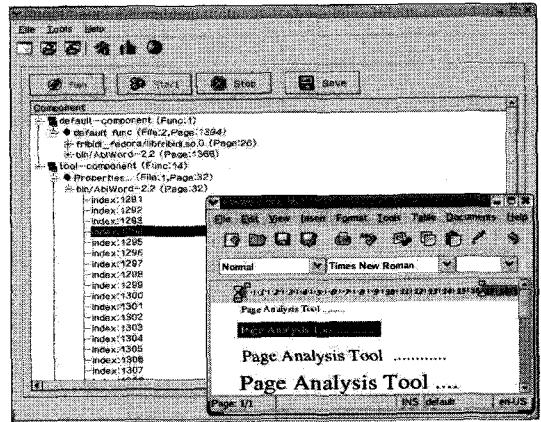 File Tools Help
Run Start Stop Save
Component
default-component (Func:1)
default func (File:2,Page:1394)
fribidi_fedora/libfribidi.so.0 (Page:26)
bin/AbiWord-2.2 (Page:1368)
tool-component (Func:14)
Properties... (File:1,Page:32)
bin/AbiWord-2.2 (Page:32)
index:1291
index:1292
index:1293
index:1295
index:1296
index:1297
index:1298
index:1299
index:1300
index:1301
index:1302
index:1303
index:1304
index:1305
index:1306
index:1307
File Edit View Insert Format Tools Table Documents Help
Normal Times New Roman
Page Analysis Tool ........
Page Analysis Tool
Page Analysis Tool ............
Page Analysis Tool ....
Page: 1/1 INS default en-US